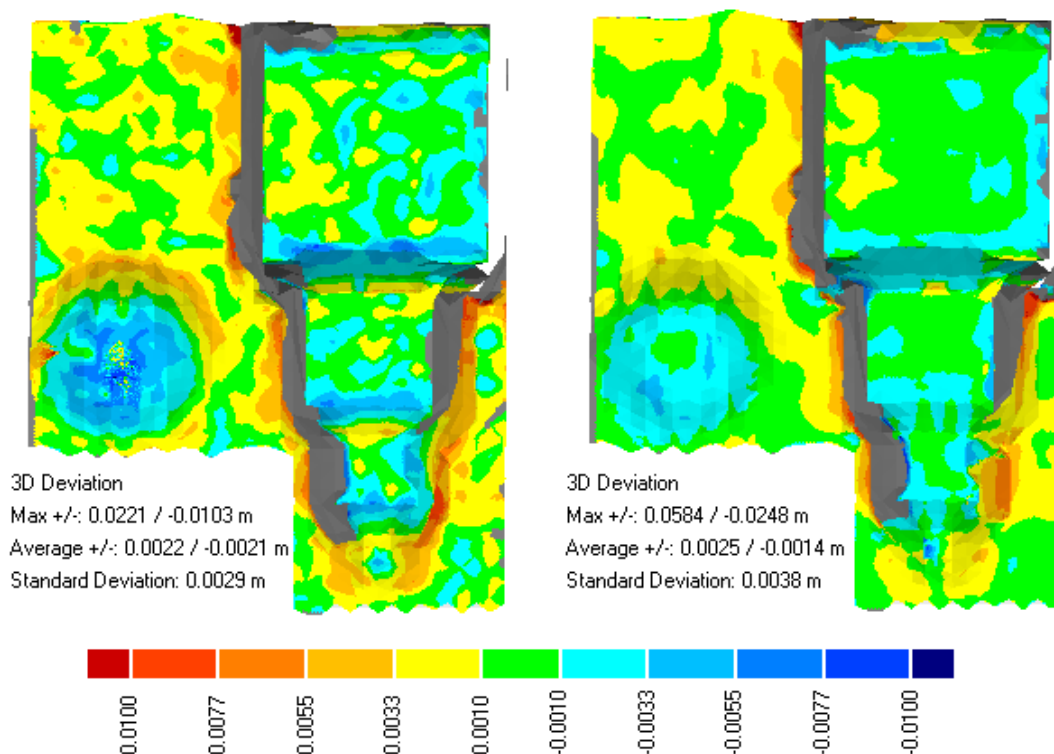 3D Deviation
Max +/-: 0.0221 / -0.0103 m
Average +/-: 0.0022 / -0.0021 m
Standard Deviation: 0.0029 m
3D Deviation
Max +/-: 0.0584 / -0.0248 m
Average +/-: 0.0025 / -0.0014 m
Standard Deviation: 0.0038 m
0.0100
0.0077
0.0055
0.0033
0.0010
-0.0010
-0.0033
-0.0055
-0.0077
-0.0100